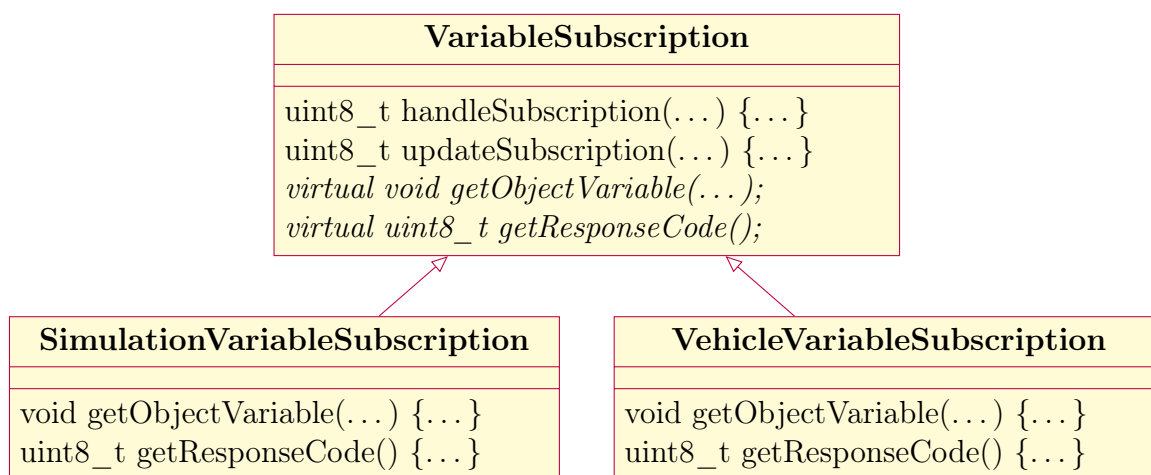 VariableSubscription
uint8_t handleSubscription(...) {...}
uint8_t updateSubscription(...) {...}
virtual void getObjectVariable(...);
virtual uint8_t getResponseCode();
SimulationVariableSubscription
void getObjectVariable(...) {...}
uint8_t getResponseCode() {...}
VehicleVariableSubscription
void getObjectVariable(...) {...}
uint8_t getResponseCode() {...}